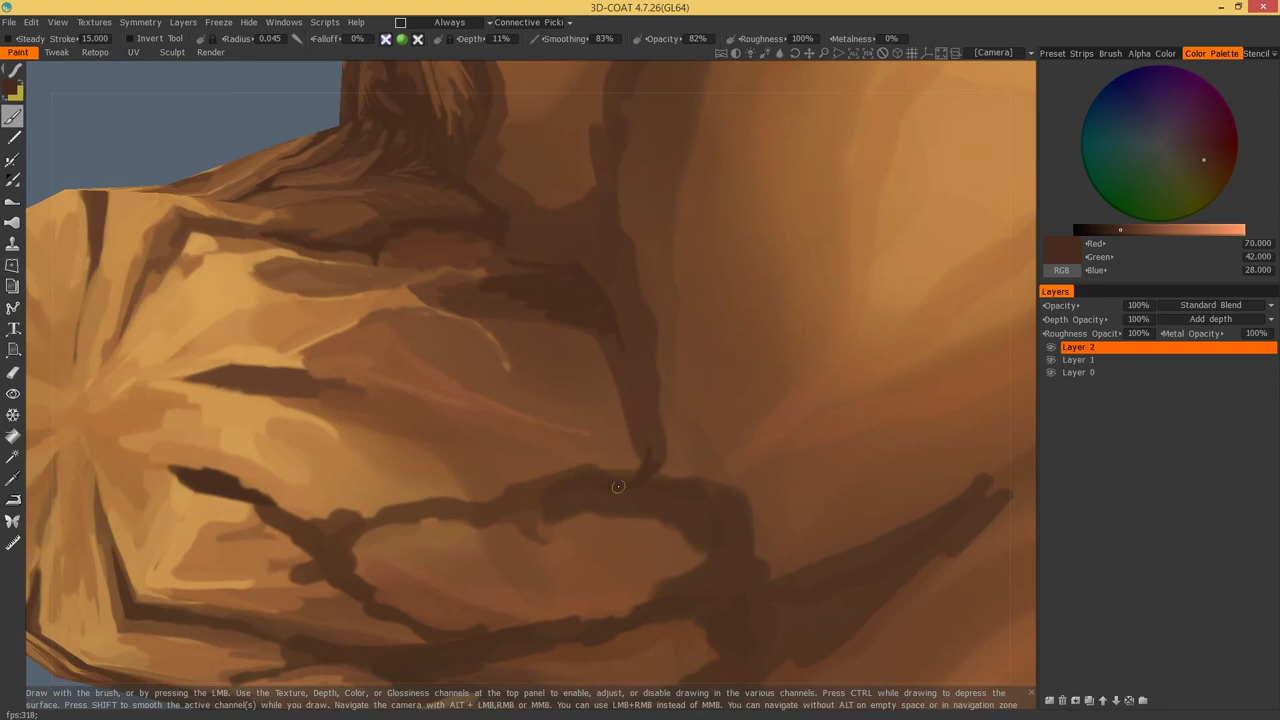 3D-COAT 4.7.26(GL64)
File Edit View Textures Symmetry Layers Freeze Hide Windows Scripts Help Always Connective Picki
Steady Stroke 15.000 Invert Tool Radius 0.045 Falloff 0% Depth 11% Smoothing 83% Opacity 82% Roughness 100% Metalness 0%
Paint Tweak Retopo UV Sculpt Render [Camera] Preset Strips Brush Alpha Color Color Palette Stencil
Red 70.000
Green 42.000
RGB Blue 28.000
Layers
Opacity 100% Standard Blend
Depth Opacity 100% Add depth
Roughness Opacit 100% Metal Opacity 100%
Layer 2
Layer 1
Layer 0
Draw with the brush, or by pressing the LMB. Use the Texture, Depth, Color, or Glossiness channels at the top panel to enable, adjust, or disable drawing in the various channels. Press CTRL while drawing to depress the
surface. Press SHIFT to smooth the active channel(s) while you draw. Navigate the camera with ALT + LMB,RMB or MMB. You can use LMB+RMB instead of MMB. You can navigate without ALT on empty space or in navigation zone
fps:318;